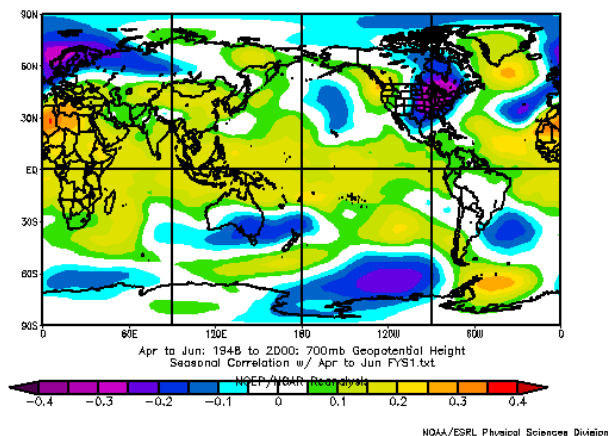 90N
60N
30N
EQ
30S
60S
90S
0 60E 120E 180 120W 60W 0
Apr to Jun: 1948 to 2000: 700mb Geopotential Height
Seasonal Correlation w/ Apr to Jun FYS1.txt
NCEP/NCAR Reanalysis
-0.4 -0.3 -0.2 -0.1 0 0.1 0.2 0.3 0.4
NOAA/ESRL Physical Sciences Division